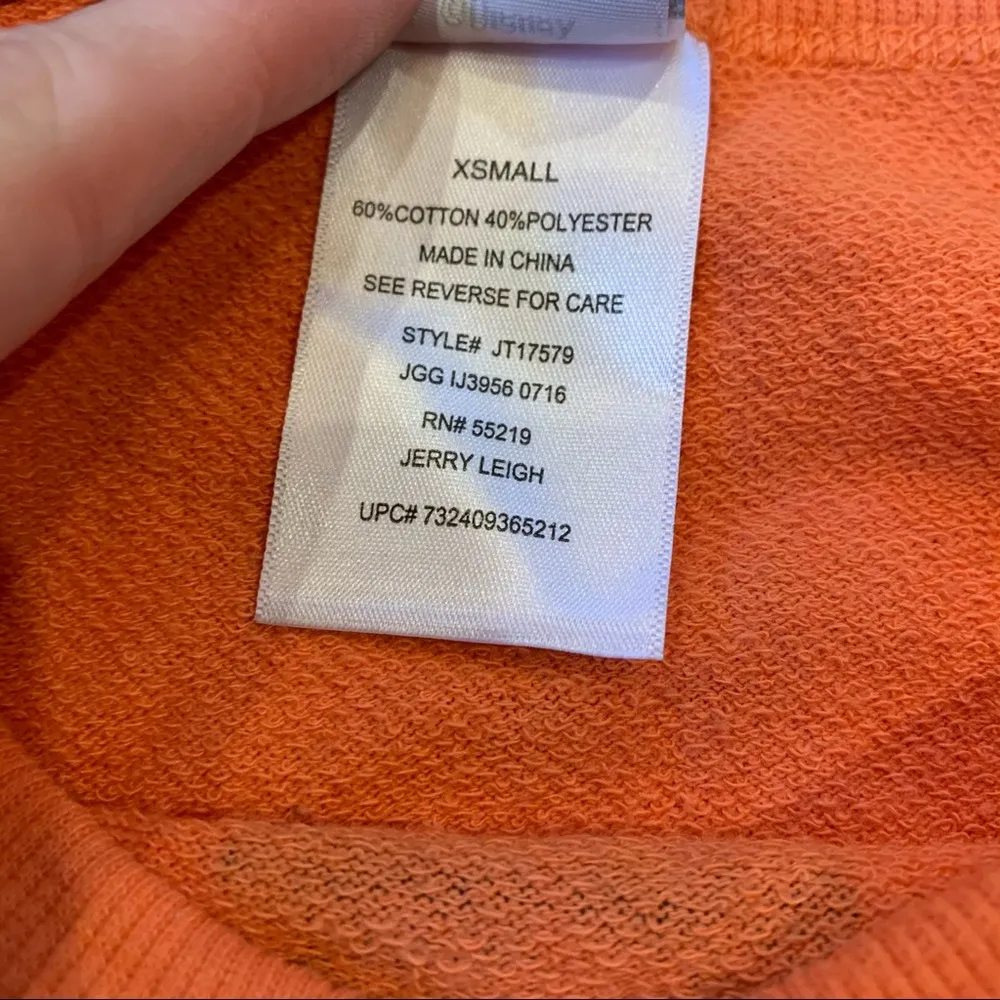 ©Disney
XSMALL
60%COTTON 40%POLYESTER
MADE IN CHINA
SEE REVERSE FOR CARE
STYLE# JT17579
JGG IJ3956 0716
RN# 55219
JERRY LEIGH
UPC# 732409365212